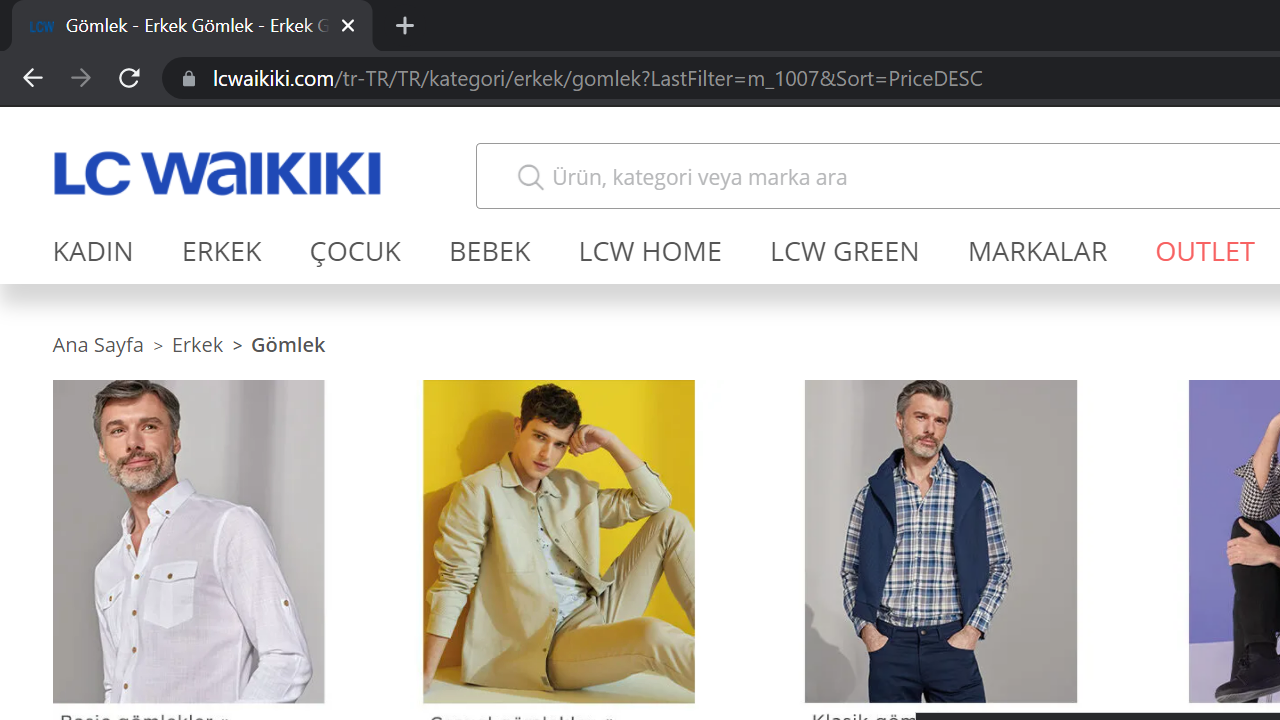 LCW Gömlek - Erkek Gömlek - Erkek G
lcwaikiki.com/tr-TR/TR/kategori/erkek/gomlek?LastFilter=m_1007&Sort=PriceDESC
LC WAIKIKI
Ürün, kategori veya marka ara
KADIN ERKEK ÇOCUK BEBEK LCW HOME LCW GREEN MARKALAR OUTLET
Ana Sayfa > Erkek > Gömlek
Basic gömlekler »
Klasik göm